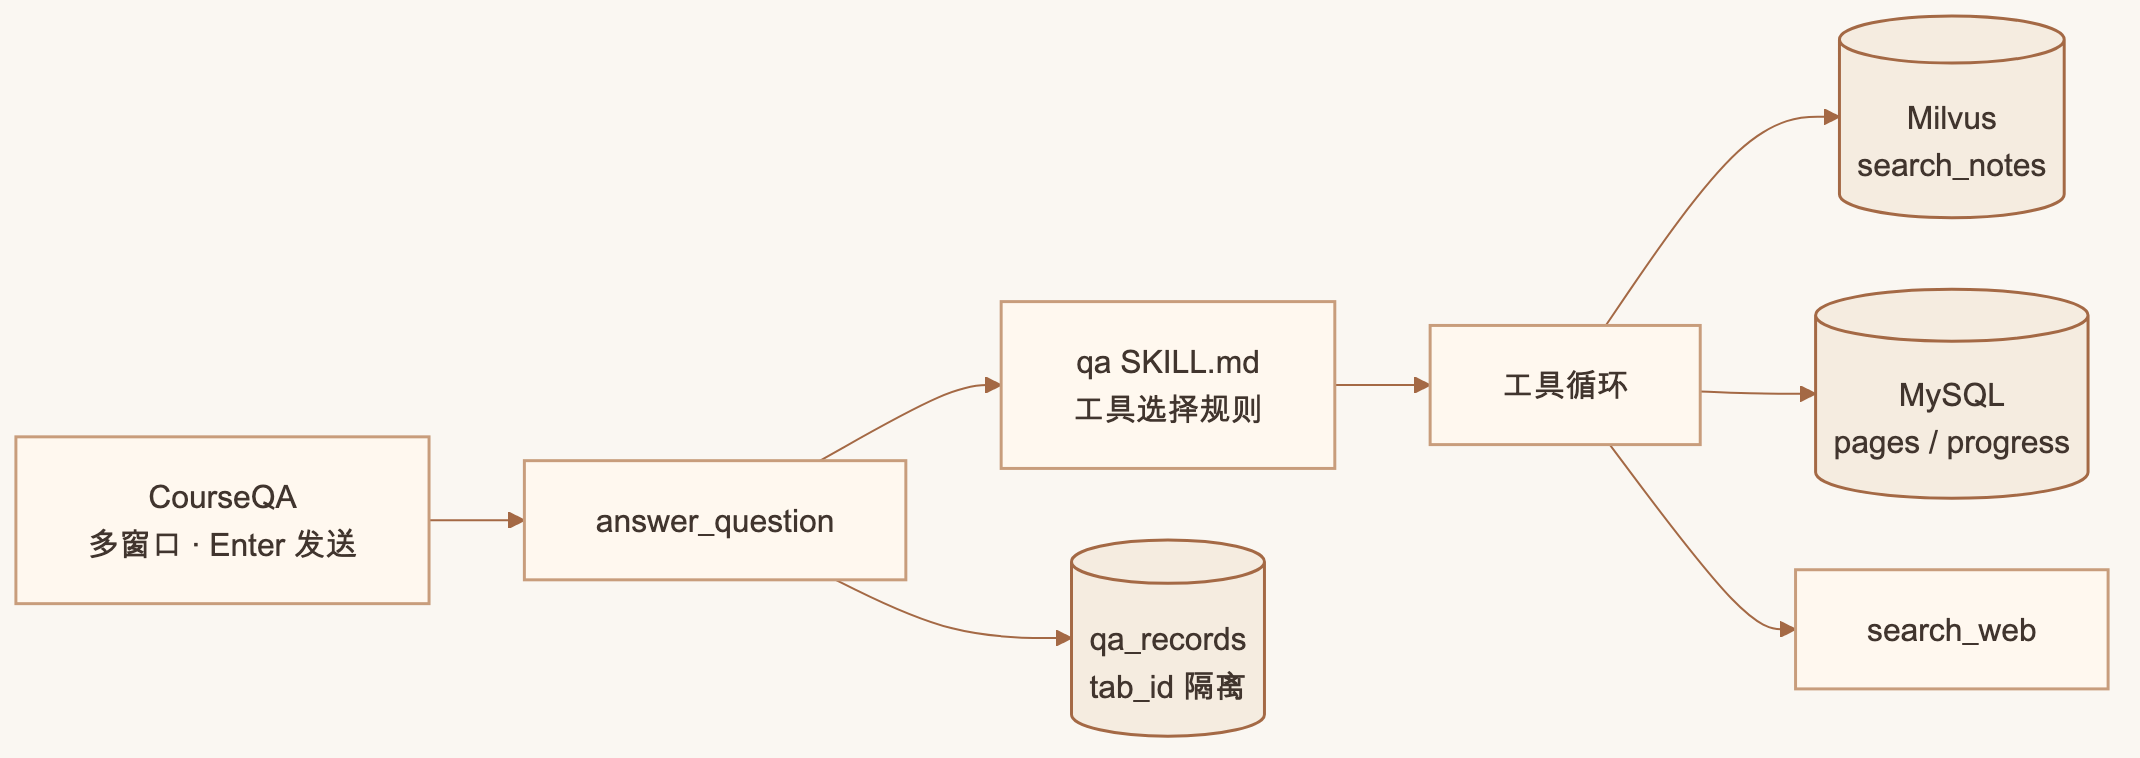 CourseQA
多窗口 · Enter 发送
answer_question
qa SKILL.md
工具选择规则
qa_records
tab_id 隔离
工具循环
Milvus
search_notes
MySQL
pages / progress
search_web